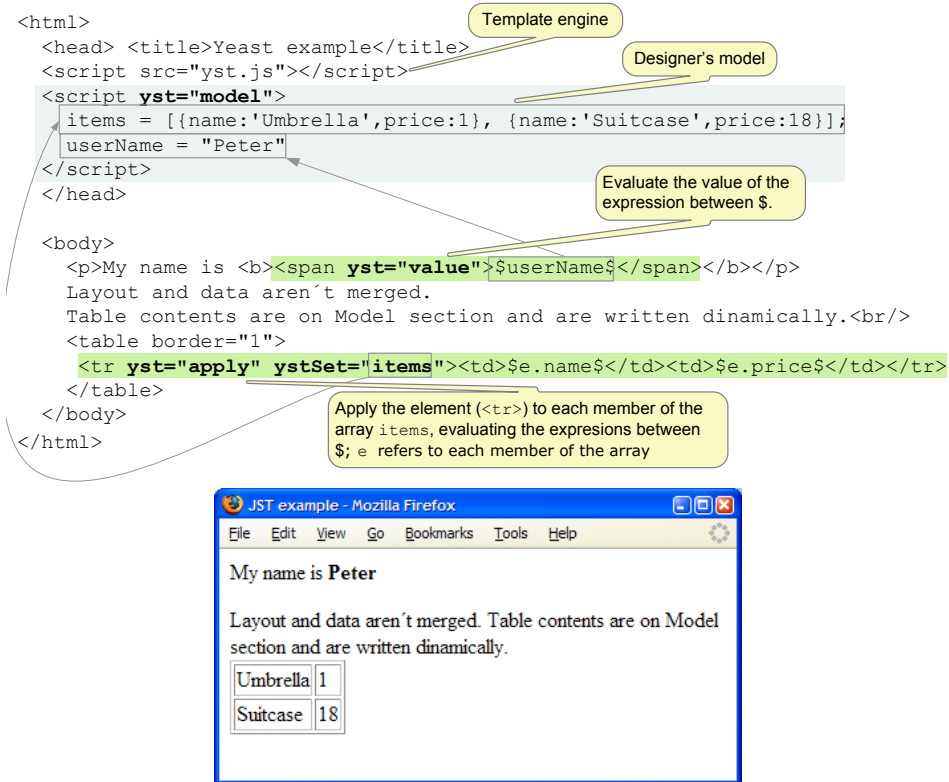 <html>
Template engine
<head> <title>Yeast example</title>
<script src="yst.js"></script>
Designer's model
<script yst="model">
items = [{name:'Umbrella',price:1}, {name:'Suitcase',price:18}];
userName = "Peter"
</script>
</head>
Evaluate the value of the
expression between $.
<body>
<p>My name is <b><span yst="value">$userName$</span></b></p>
Layout and data aren´t merged.
Table contents are on Model section and are written dinamically.<br/>
<table border="1">
<tr yst="apply" ystSet="items"><td>$e.name$</td><td>$e.price$</td></tr>
</table>
</body>
</html>
Apply the element (<tr>) to each member of the
array items, evaluating the expresions between
$; e refers to each member of the array
JST example - Mozilla Firefox
File Edit View Go Bookmarks Tools Help
My name is Peter
Layout and data aren´t merged. Table contents are on Model
section and are written dinamically.
Umbrella 1
Suitcase 18